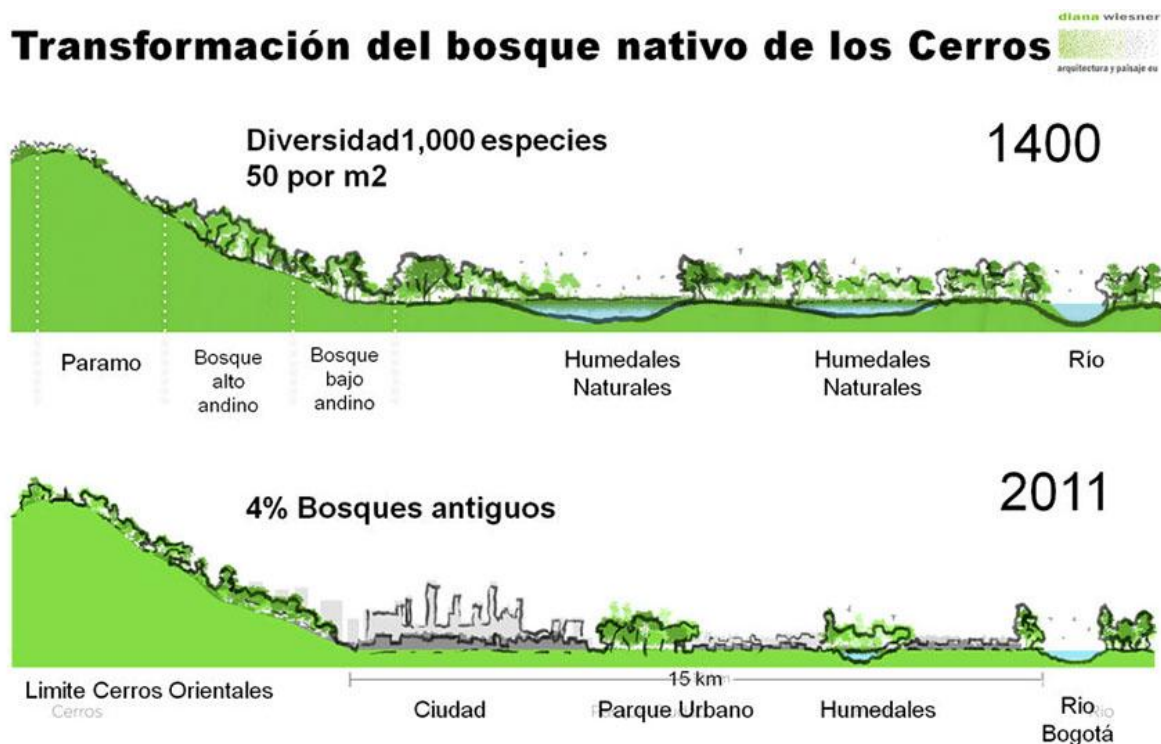 diana wiesner
Transformación del bosque nativo de los Cerros
arquitectura y paisaje eu
Diversidad1,000 especies
50 por m2
1400
Paramo
Bosque
alto
andino
Bosque
bajo
andino
Humedales
Naturales
Humedales
Naturales
Río
4% Bosques antiguos
2011
15 km
Limite Cerros Orientales
Cerros
Ciudad
Parque Urbano
Humedales
Río
Bogotá